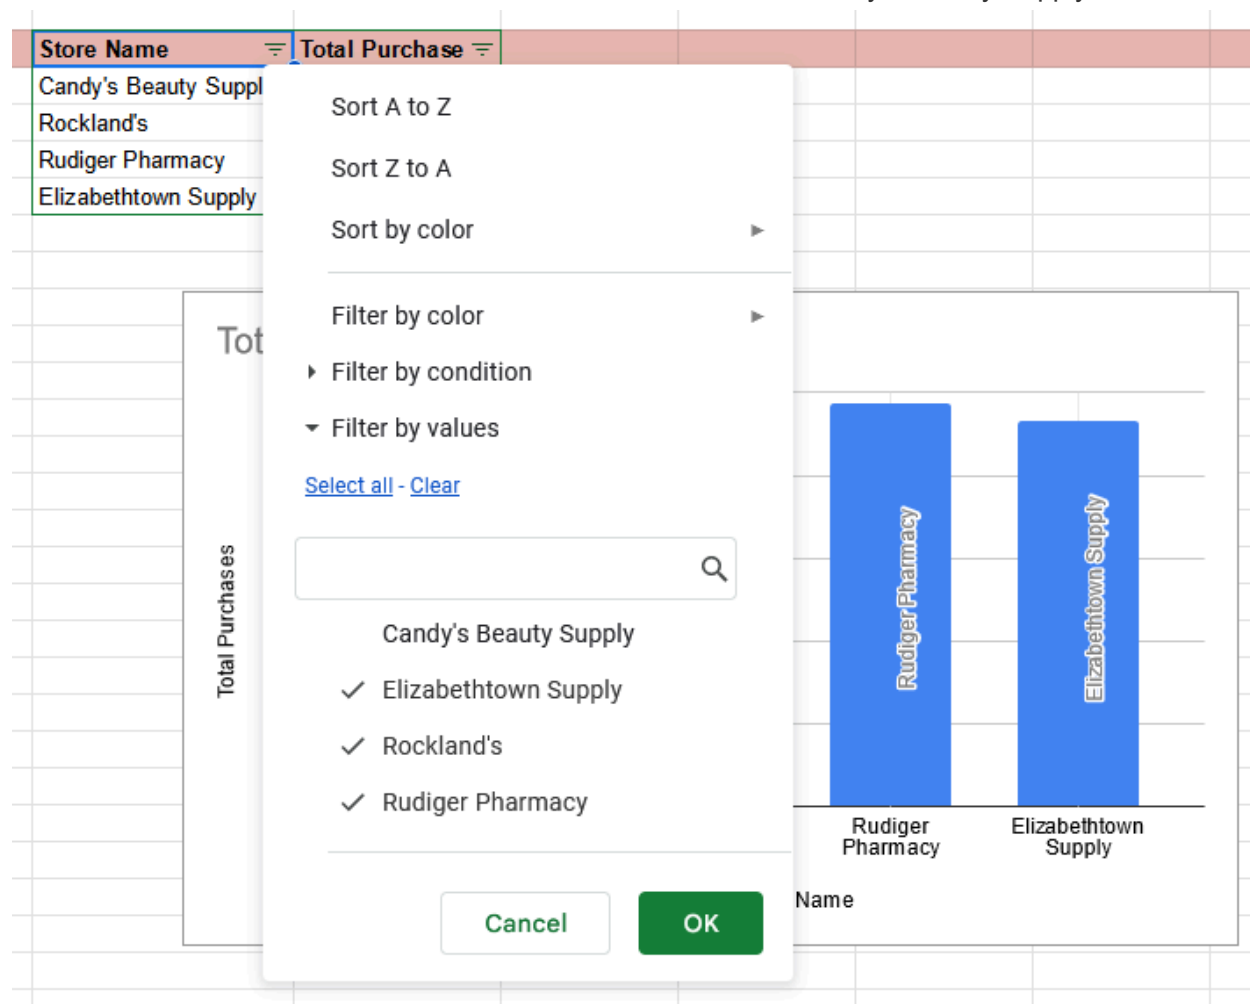 Store Name
Total Purchase
Candy's Beauty Suppl
Rockland's
Rudiger Pharmacy
Elizabethtown Supply
Sort A to Z
Sort Z to A
Sort by color
Filter by color
Filter by condition
Filter by values
Select all - Clear
Candy's Beauty Supply
Elizabethtown Supply
Rockland's
Rudiger Pharmacy
Cancel
OK
Tot
Total Purchases
Rudiger Pharmacy
Elizabethtown Supply
Rudiger
Pharmacy
Elizabethtown
Supply
Name